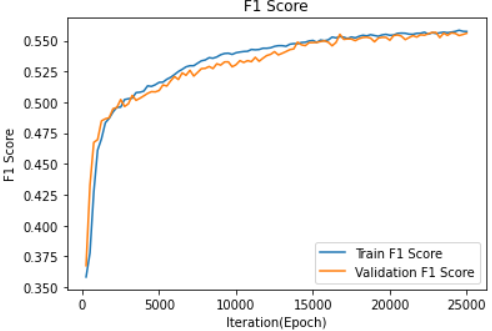 F1 Score
0.550
0.525
0.500
0.475
0.450
0.425
0.400
0.375
0.350
F1 Score
Train F1 Score
Validation F1 Score
0 5000 10000 15000 20000 25000
Iteration(Epoch)